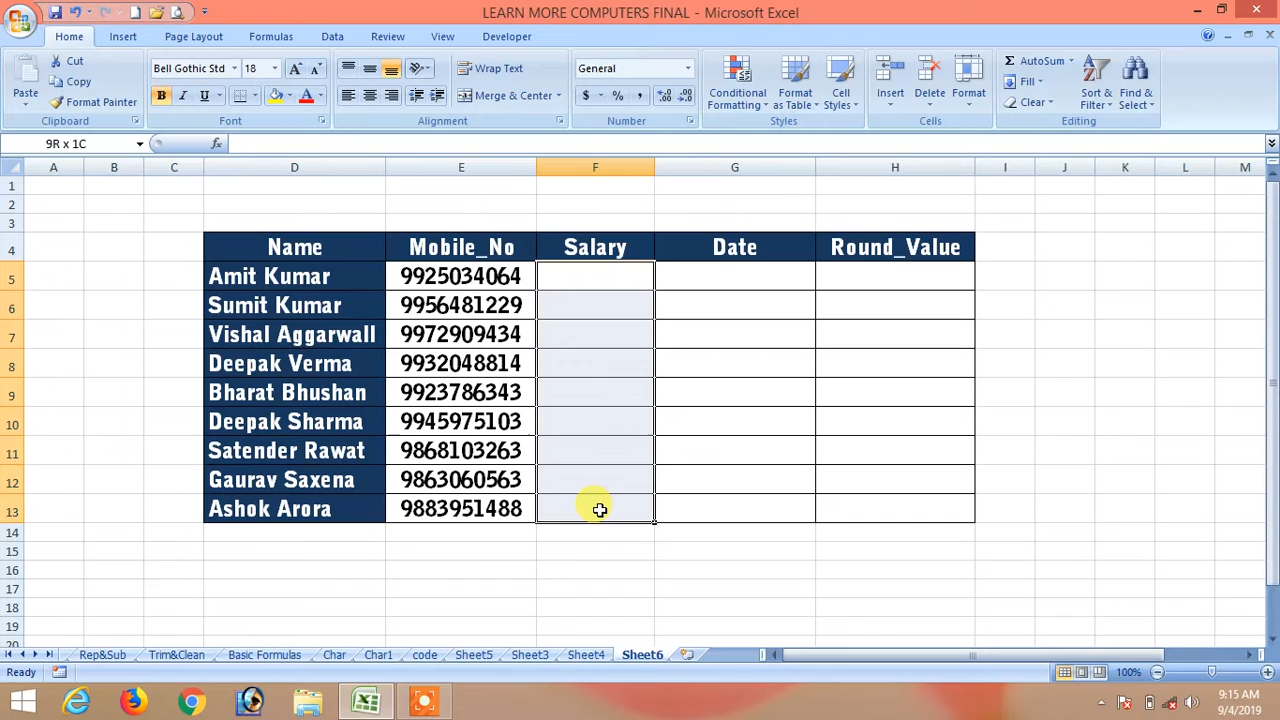 LEARN MORE COMPUTERS FINAL - Microsoft Excel
Home Insert Page Layout Formulas Data Review View Developer
Paste Cut Copy Format Painter Clipboard
Bell Gothic Std 18 B I U A A A Font
Wrap Text Merge & Center Alignment
General $ % , Number
Conditional Formatting Format as Table Cell Styles Styles
Insert Delete Format Cells
Σ AutoSum Fill Clear Sort & Filter Find & Select Editing
9R x 1C fx
A B C D E F G H I J K L M
1
2
3
4 Name Mobile_No Salary Date Round_Value
5 Amit Kumar 9925034064
6 Sumit Kumar 9956481229
7 Vishal Aggarwall 9972909434
8 Deepak Verma 9932048814
9 Bharat Bhushan 9923786343
10 Deepak Sharma 9945975103
11 Satender Rawat 9868103263
12 Gaurav Saxena 9863060563
13 Ashok Arora 9883951488
14
15
16
17
18
19
20
Rep&Sub Trim&Clean Basic Formulas Char Char1 code Sheet5 Sheet3 Sheet4 Sheet6
Ready 100%
9:15 AM
9/4/2019